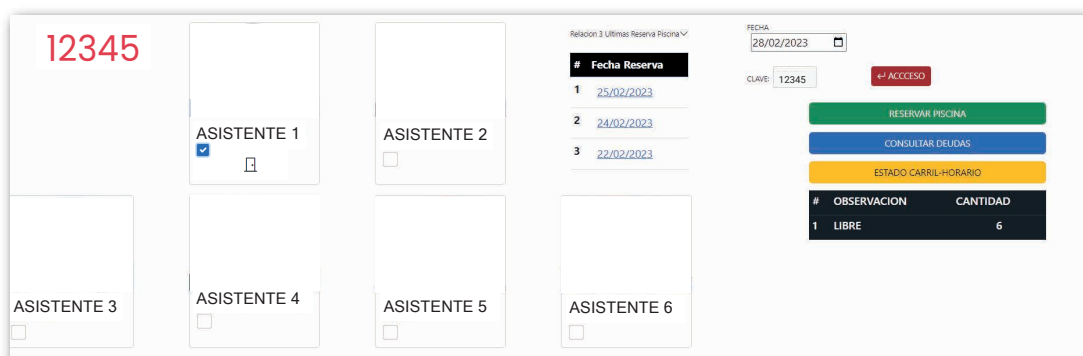 12345
ASISTENTE 1
ASISTENTE 2
Relacion 3 Ultimas Reserva Piscina
# Fecha Reserva
1 25/02/2023
2 24/02/2023
3 22/02/2023
FECHA
28/02/2023
CLAVE: 12345
ACCCESO
RESERVAR PISCINA
CONSULTAR DEUDAS
ESTADO CARRIL-HORARIO
# OBSERVACION CANTIDAD
1 LIBRE 6
ASISTENTE 3
ASISTENTE 4
ASISTENTE 5
ASISTENTE 6